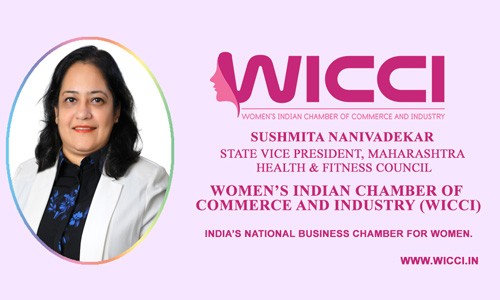 WICCI
WOMEN'S INDIAN CHAMBER OF COMMERCE AND INDUSTRY
SUSHMITA NANIVADEKAR
STATE VICE PRESIDENT, MAHARASHTRA
HEALTH & FITNESS COUNCIL
WOMEN'S INDIAN CHAMBER OF
COMMERCE AND INDUSTRY (WICCI)
INDIA'S NATIONAL BUSINESS CHAMBER FOR WOMEN.
WWW.WICCI.IN